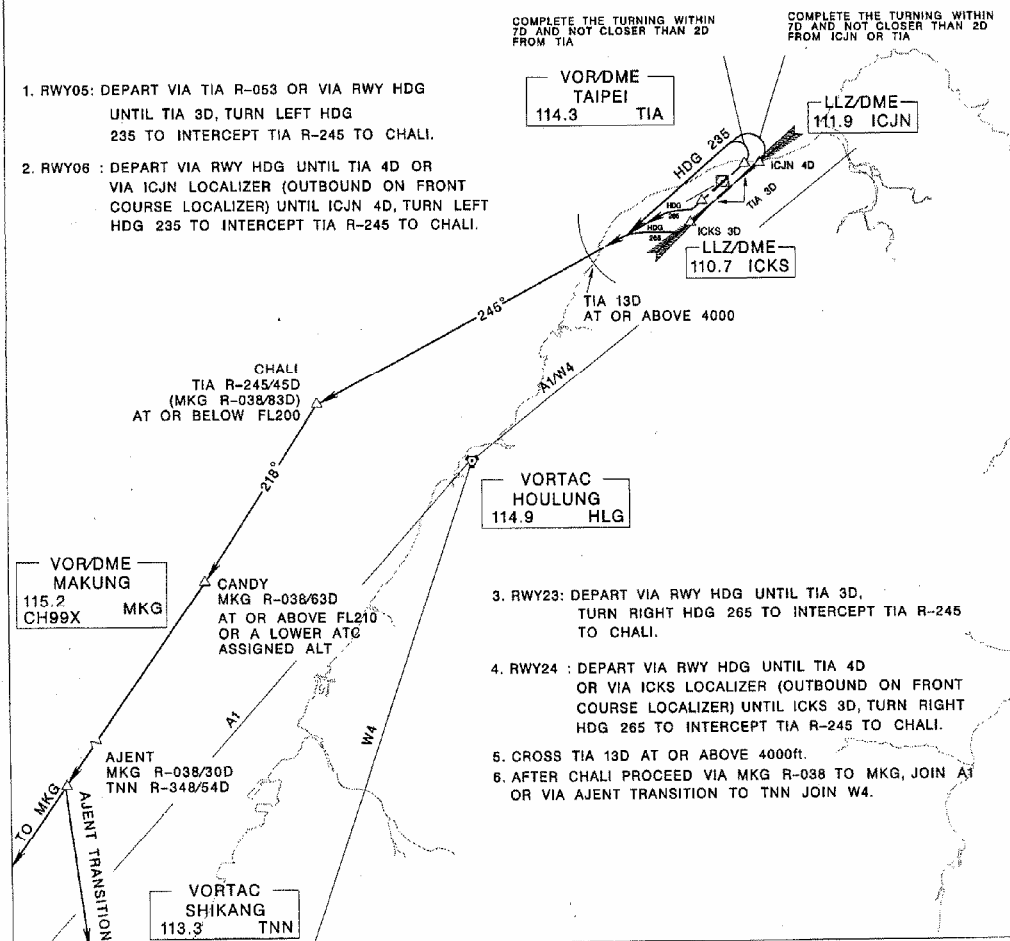 COMPLETE THE TURNING WITHIN
7D AND NOT CLOSER THAN 2D
FROM TIA
COMPLETE THE TURNING WITHIN
7D AND NOT CLOSER THAN 2D
FROM ICJN OR TIA
1. RWY05: DEPART VIA TIA R-053 OR VIA RWY HDG
UNTIL TIA 3D, TURN LEFT HDG
235 TO INTERCEPT TIA R-245 TO CHALI.
2. RWY06 : DEPART VIA RWY HDG UNTIL TIA 4D OR
VIA ICJN LOCALIZER (OUTBOUND ON FRONT
COURSE LOCALIZER) UNTIL ICJN 4D, TURN LEFT
HDG 235 TO INTERCEPT TIA R-245 TO CHALI.
VOR/DME
TAIPEI
114.3 TIA
LLZ/DME
111.9 ICJN
HDG 235
ICJN 4D
TIA 3D
HDG
265
HDG
265
ICKS 3D
LLZ/DME
110.7 ICKS
TIA 13D
AT OR ABOVE 4000
245°
A1/W4
CHALI
TIA R-245/45D
(MKG R-038/83D)
AT OR BELOW FL200
218°
VORTAC
HOULUNG
114.9 HLG
VOR/DME
MAKUNG
115.2 MKG
CH99X
CANDY
MKG R-038/63D
AT OR ABOVE FL210
OR A LOWER ATC
ASSIGNED ALT
3. RWY23: DEPART VIA RWY HDG UNTIL TIA 3D,
TURN RIGHT HDG 265 TO INTERCEPT TIA R-245
TO CHALI.
4. RWY24 : DEPART VIA RWY HDG UNTIL TIA 4D
OR VIA ICKS LOCALIZER (OUTBOUND ON FRONT
COURSE LOCALIZER) UNTIL ICKS 3D, TURN RIGHT
HDG 265 TO INTERCEPT TIA R-245 TO CHALI.
5. CROSS TIA 13D AT OR ABOVE 4000ft.
6. AFTER CHALI PROCEED VIA MKG R-038 TO MKG, JOIN A1
OR VIA AJENT TRANSITION TO TNN JOIN W4.
A1
W4
AJENT
MKG R-038/30D
TNN R-348/54D
TO MKG
AJENT TRANSITION
VORTAC
SHIKANG
113.3 TNN